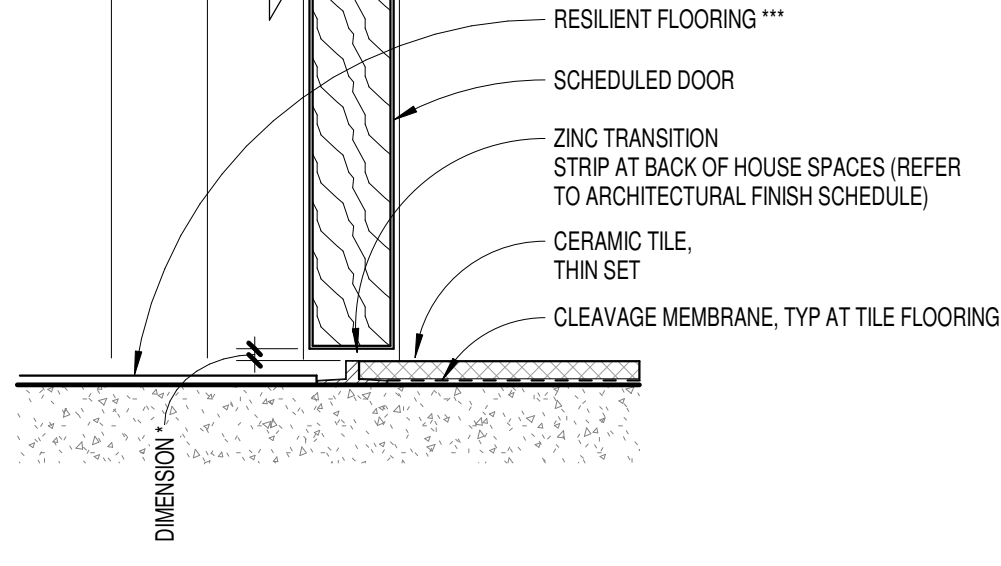 RESILIENT FLOORING ***
SCHEDULED DOOR
ZINC TRANSITION
STRIP AT BACK OF HOUSE SPACES (REFER
TO ARCHITECTURAL FINISH SCHEDULE)
CERAMIC TILE,
THIN SET
CLEAVAGE MEMBRANE, TYP AT TILE FLOORING
DIMENSION *